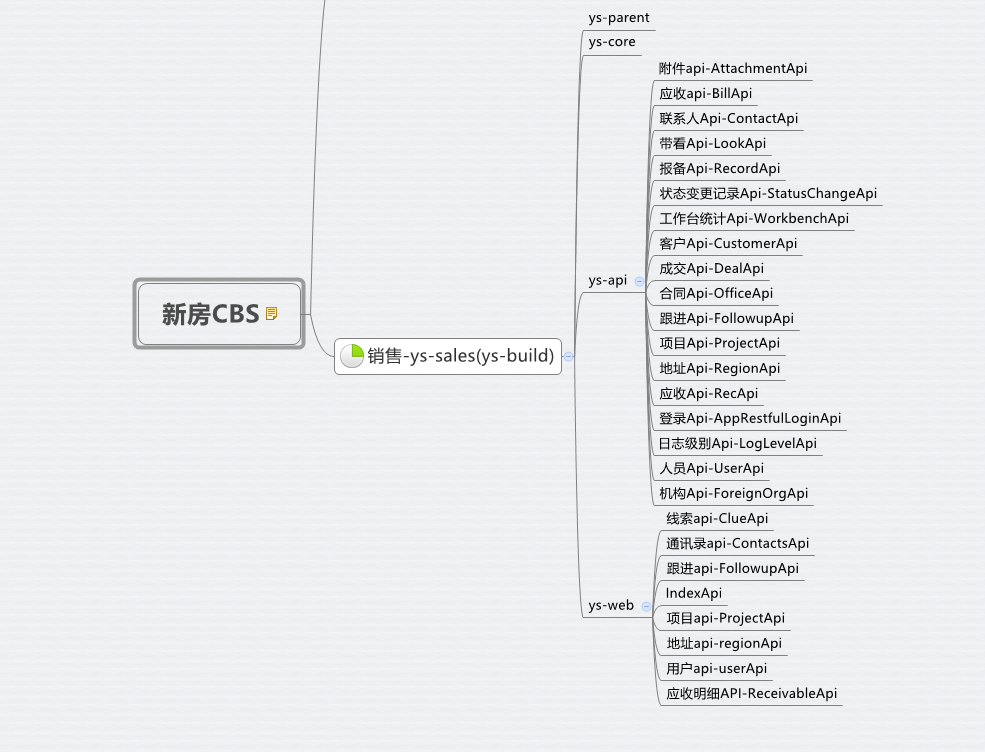 ys-parent
ys-core
附件api-AttachmentApi
应收api-BillApi
联系人Api-ContactApi
带看Api-LookApi
报备Api-RecordApi
状态变更记录Api-StatusChangeApi
工作台统计Api-WorkbenchApi
客户Api-CustomerApi
成交Api-DealApi
ys-api
合同Api-OfficeApi
新房CBS
跟进Api-FollowupApi
项目Api-ProjectApi
销售-ys-sales(ys-build)
地址Api-RegionApi
应收Api-RecApi
登录Api-AppRestfulLoginApi
日志级别Api-LogLevelApi
人员Api-UserApi
机构Api-ForeignOrgApi
线索api-ClueApi
通讯录api-ContactsApi
跟进api-FollowupApi
IndexApi
ys-web
项目api-ProjectApi
地址api-regionApi
用户api-userApi
应收明细API-ReceivableApi